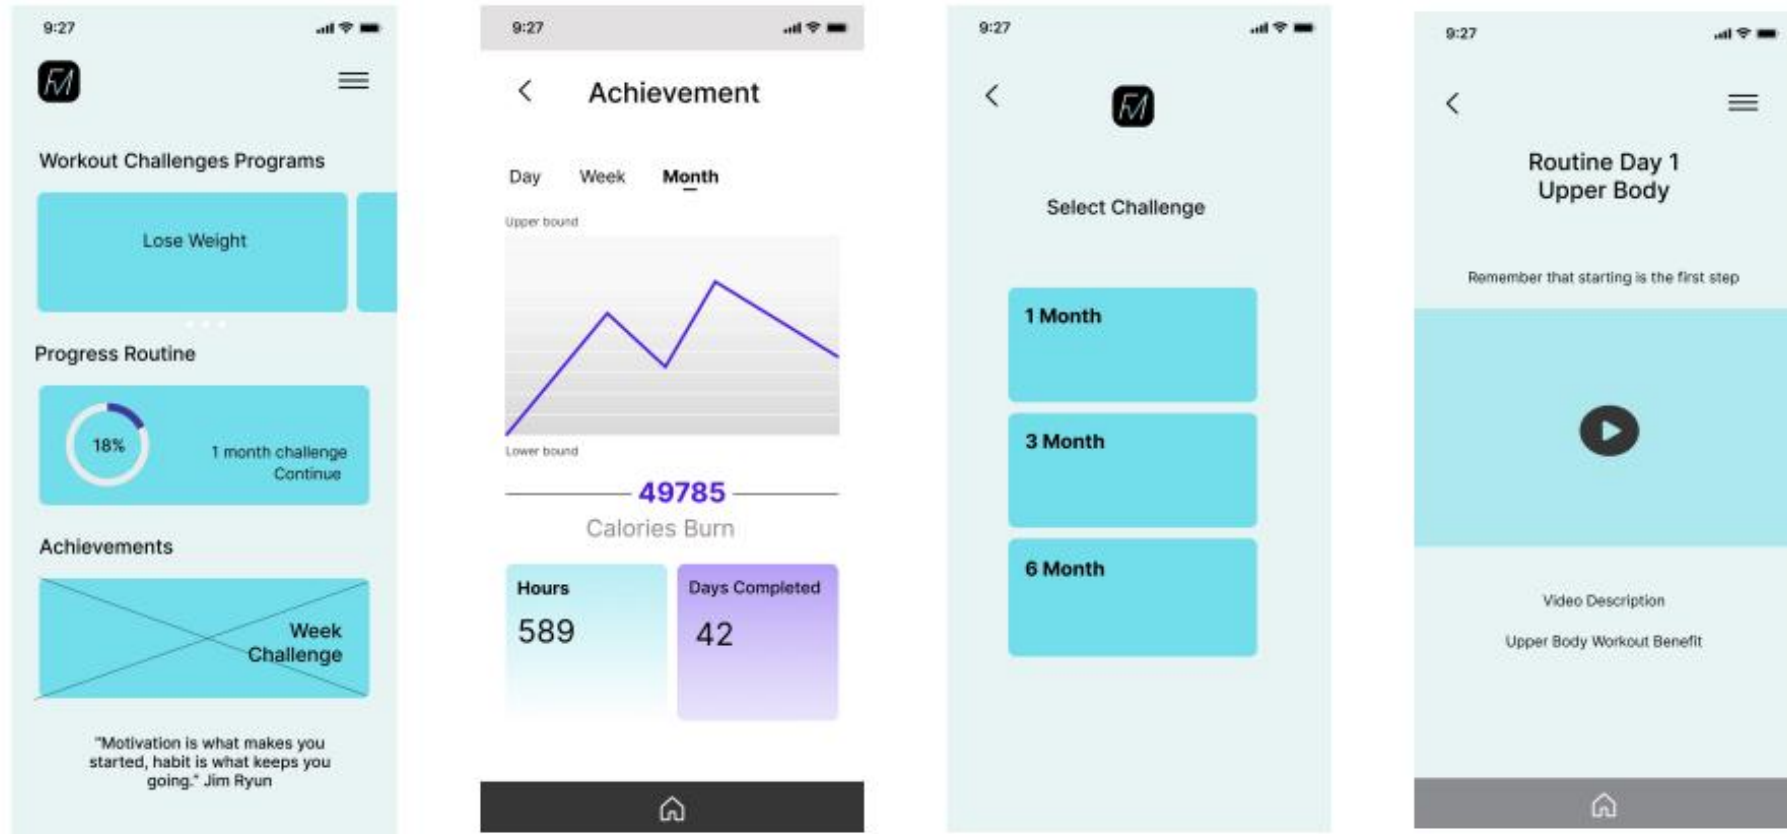 9:27
FM
Workout Challenges Programs
Lose Weight
Progress Routine
18%
1 month challenge
Continue
Achievements
Week
Challenge
"Motivation is what makes you
started, habit is what keeps you
going." Jim Ryun
9:27
Achievement
Day Week Month
Upper bound
Lower bound
49785
Calories Burn
Hours
589
Days Completed
42
9:27
FM
Select Challenge
1 Month
3 Month
6 Month
9:27
Routine Day 1
Upper Body
Remember that starting is the first step
Video Description
Upper Body Workout Benefit